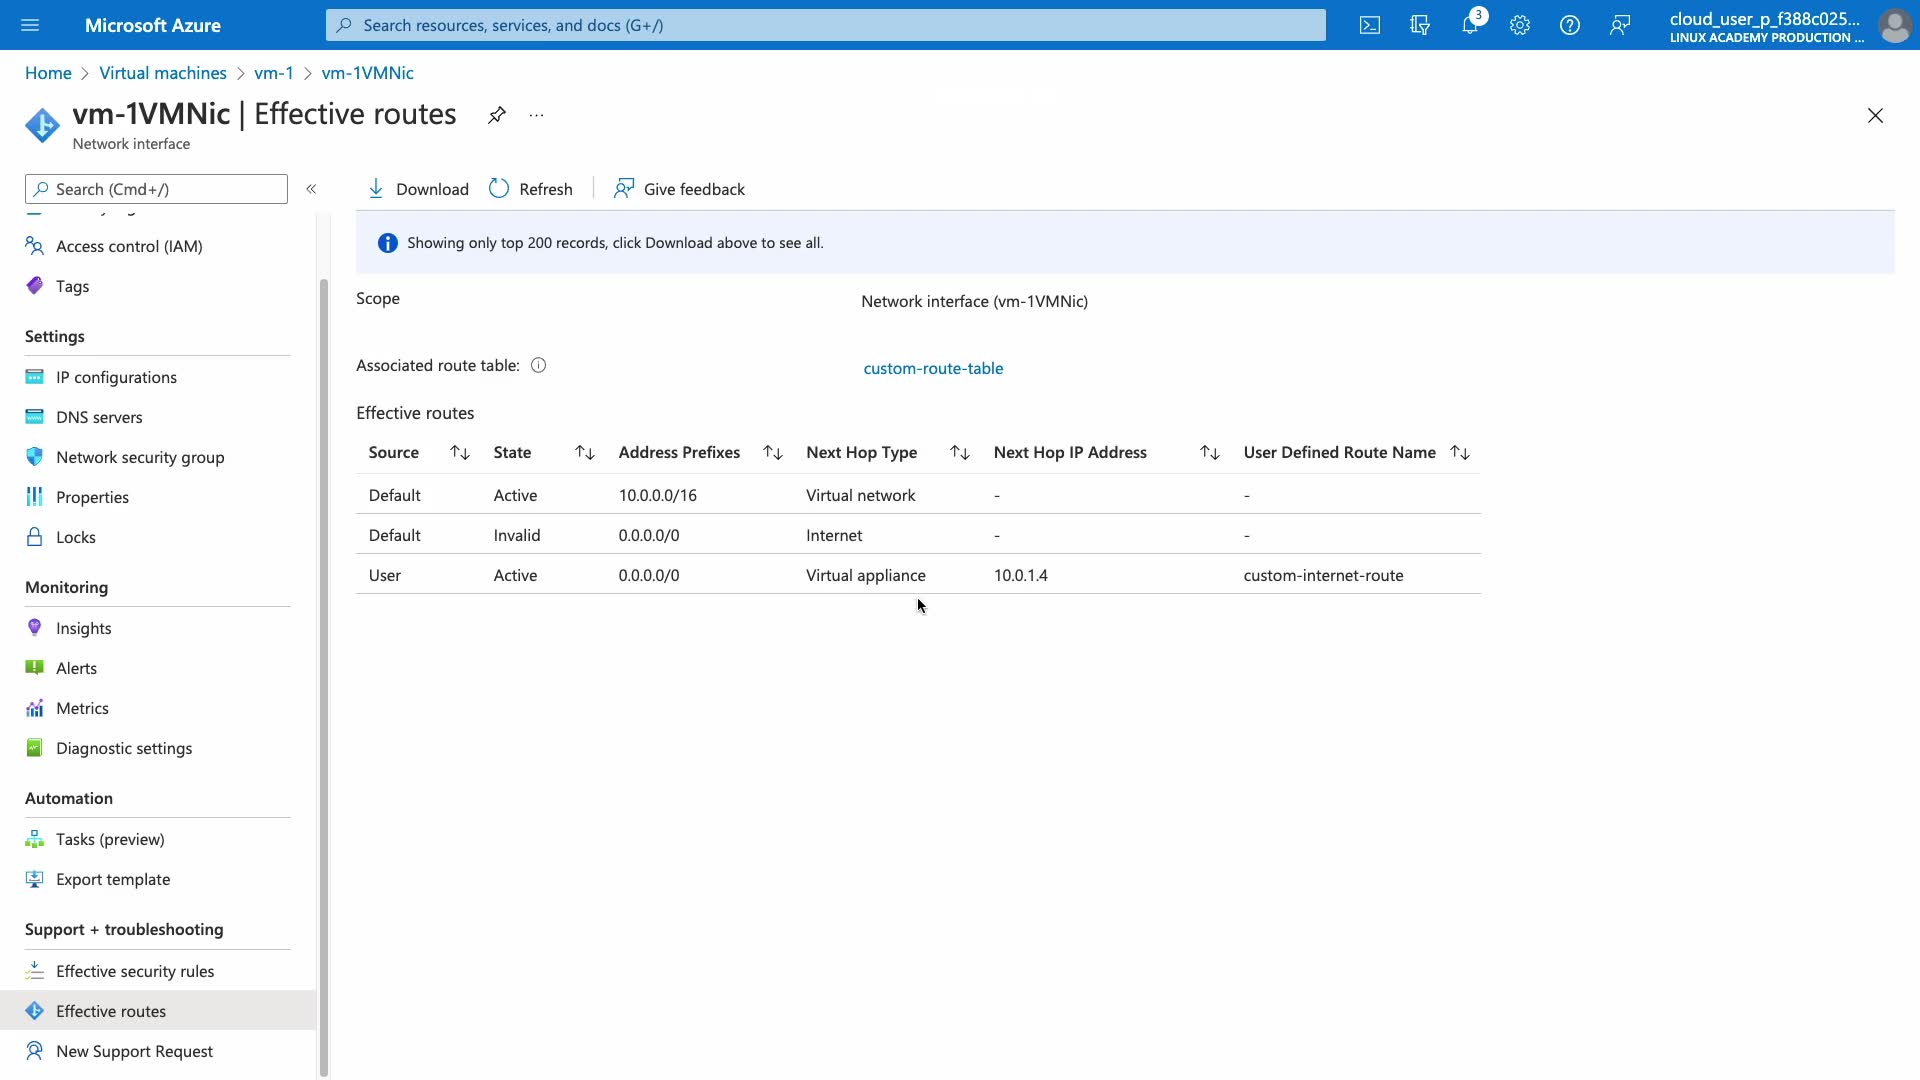 Microsoft Azure
Search resources, services, and docs (G+/)
3
cloud_user_p_f388c025...
LINUX ACADEMY PRODUCTION ...
Home > Virtual machines > vm-1 > vm-1VMNic
vm-1VMNic | Effective routes
...
Network interface
Search (Cmd+/)
«
Download
Refresh
Give feedback
Access control (IAM)
Tags
Settings
IP configurations
DNS servers
Network security group
Properties
Locks
Monitoring
Insights
Alerts
Metrics
Diagnostic settings
Automation
Tasks (preview)
Export template
Support + troubleshooting
Effective security rules
Effective routes
New Support Request
Showing only top 200 records, click Download above to see all.
Scope Network interface (vm-1VMNic)
Associated route table: custom-route-table
Effective routes
Source State Address Prefixes Next Hop Type Next Hop IP Address User Defined Route Name
Default Active 10.0.0.0/16 Virtual network - -
Default Invalid 0.0.0.0/0 Internet - -
User Active 0.0.0.0/0 Virtual appliance 10.0.1.4 custom-internet-route